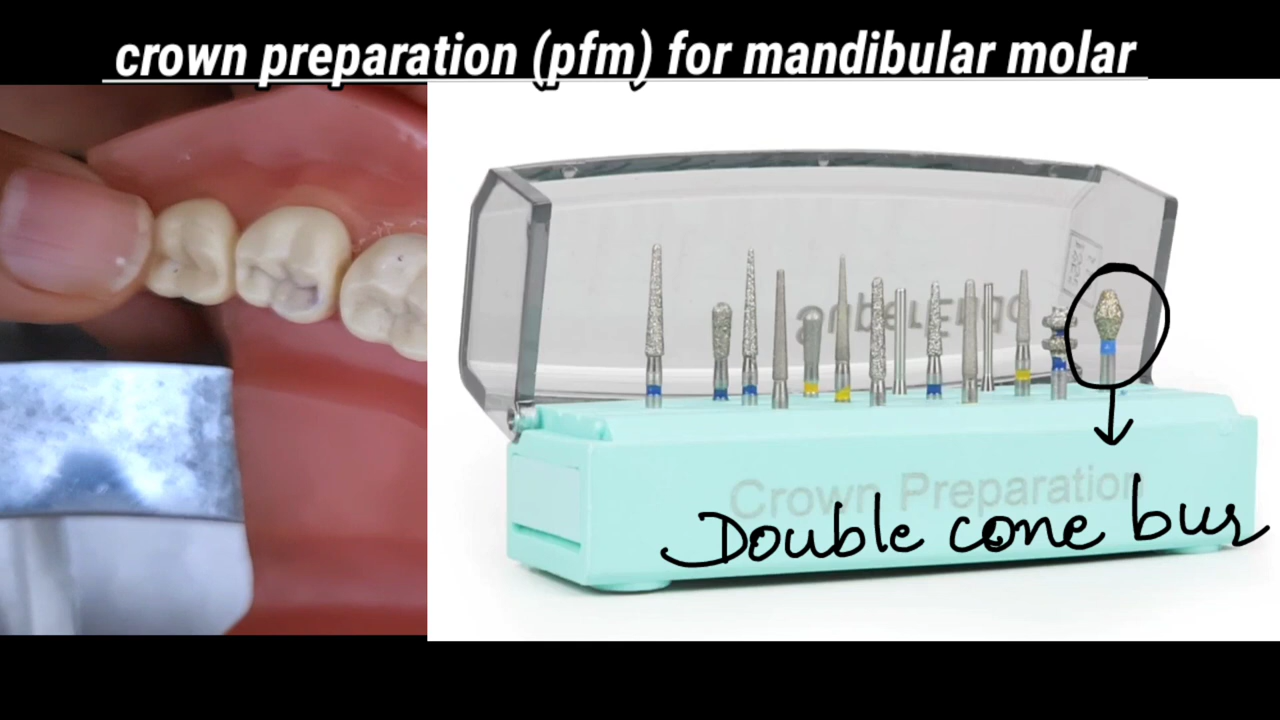 crown preparation (pfm) for mandibular molar
Crown Preparation
Double cone bur